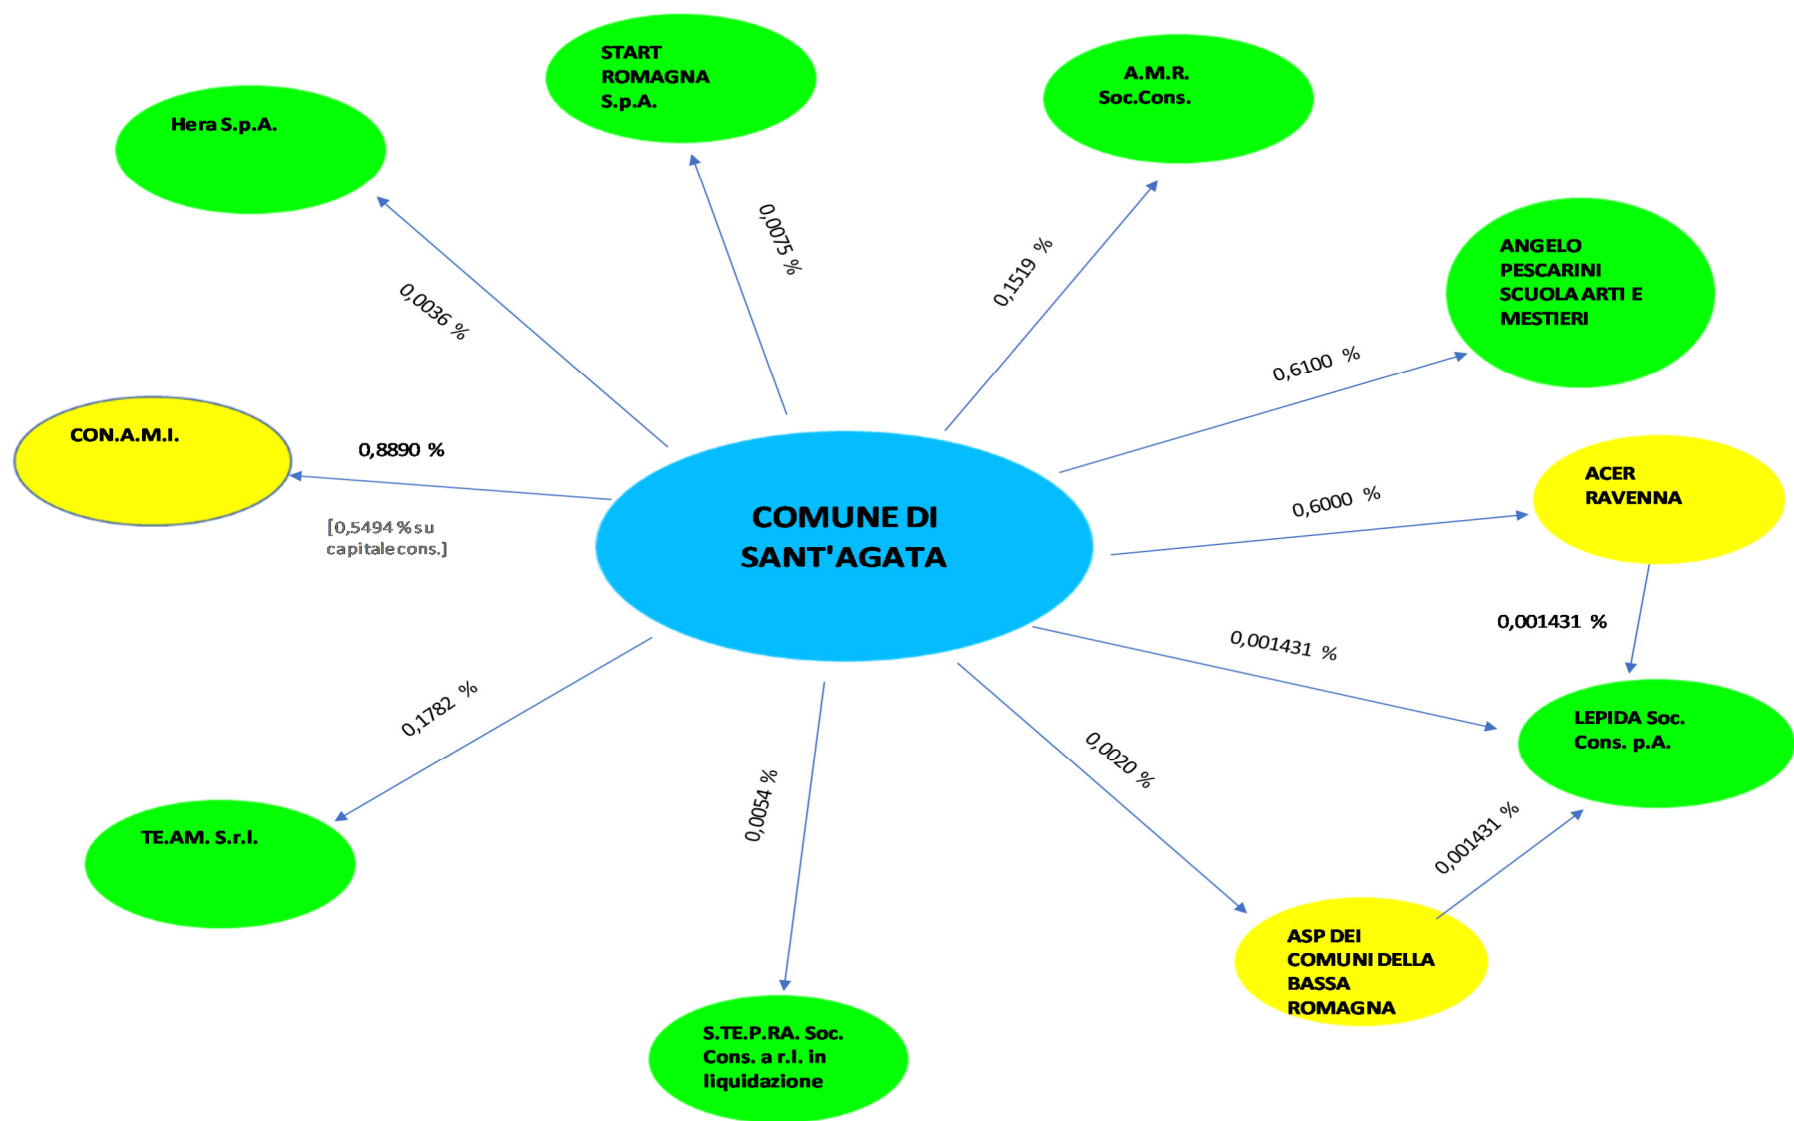 START
ROMAGNA
S.p.A.
A.M.R.
Soc.Cons.
Hera S.p.A.
0,0075 %
0,1519 %
ANGELO
PESCARINI
SCUOLA ARTI E
MESTIERI
0,0036 %
0,6100 %
CON.A.M.I.
0,8890 %
[0,5494 % su
capitale cons.]
COMUNE DI
SANT'AGATA
0,6000 %
ACER
RAVENNA
0,001431 %
0,001431 %
LEPIDA Soc.
Cons. p.A.
0,1782 %
0,0054 %
0,0020 %
0,001431 %
TE.AM. S.r.l.
ASP DEI
COMUNI DELLA
BASSA
ROMAGNA
S.TE.P.RA. Soc.
Cons. a r.l. in
liquidazione